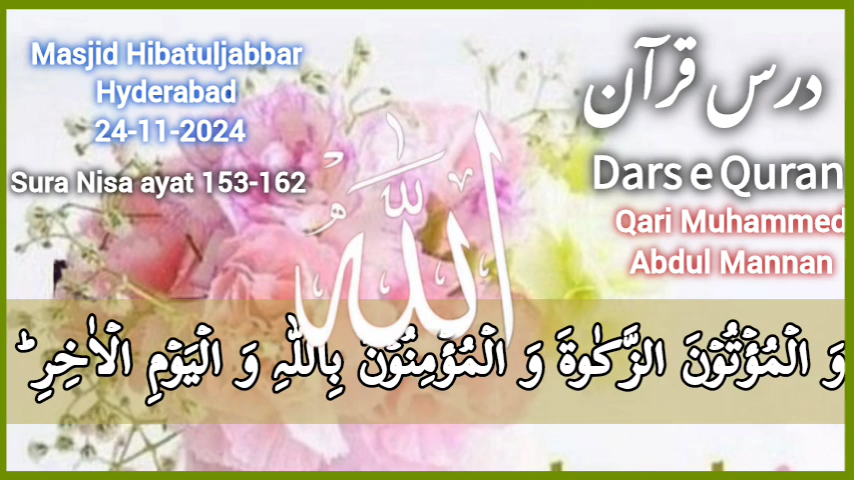 Masjid Hibatuljabbar
Hyderabad
24-11-2024
Sura Nisa ayat 153-162
درس قرآن
Dars e Quran
Qari Muhammed
Abdul Mannan
الله
وَ الْمُؤْتُوْنَ الزَّكٰوةَ وَ الْمُؤْمِنُوْنَ بِاللّٰهِ وَ الْیَوْمِ الْاٰخِرِ ؕ